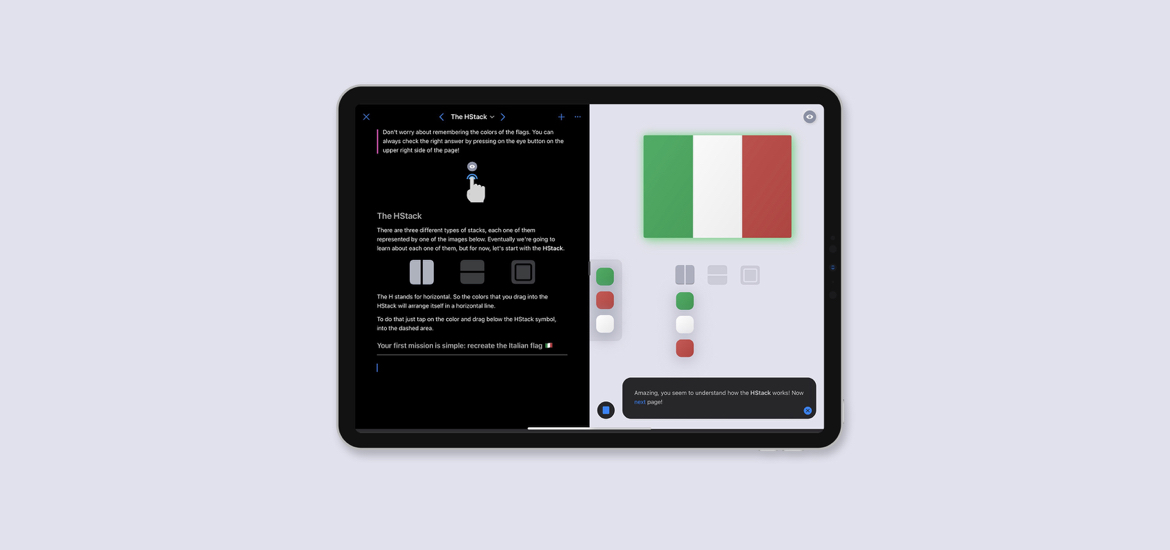 The HStack
Don't worry about remembering the colors of the flags. You can
always check the right answer by pressing on the eye button on the
upper right side of the page!
The HStack
There are three different types of stacks, each one of them
represented by one of the images below. Eventually we're going to
learn about each one of them, but for now, let's start with the HStack.
The H stands for horizontal. So the colors that you drag into the
HStack will arrange itself in a horizontal line.
To do that just tap on the color and drag below the HStack symbol,
into the dashed area.
Your first mission is simple: recreate the Italian flag 🇮🇹
Amazing, you seem to understand how the HStack works! Now
next page!